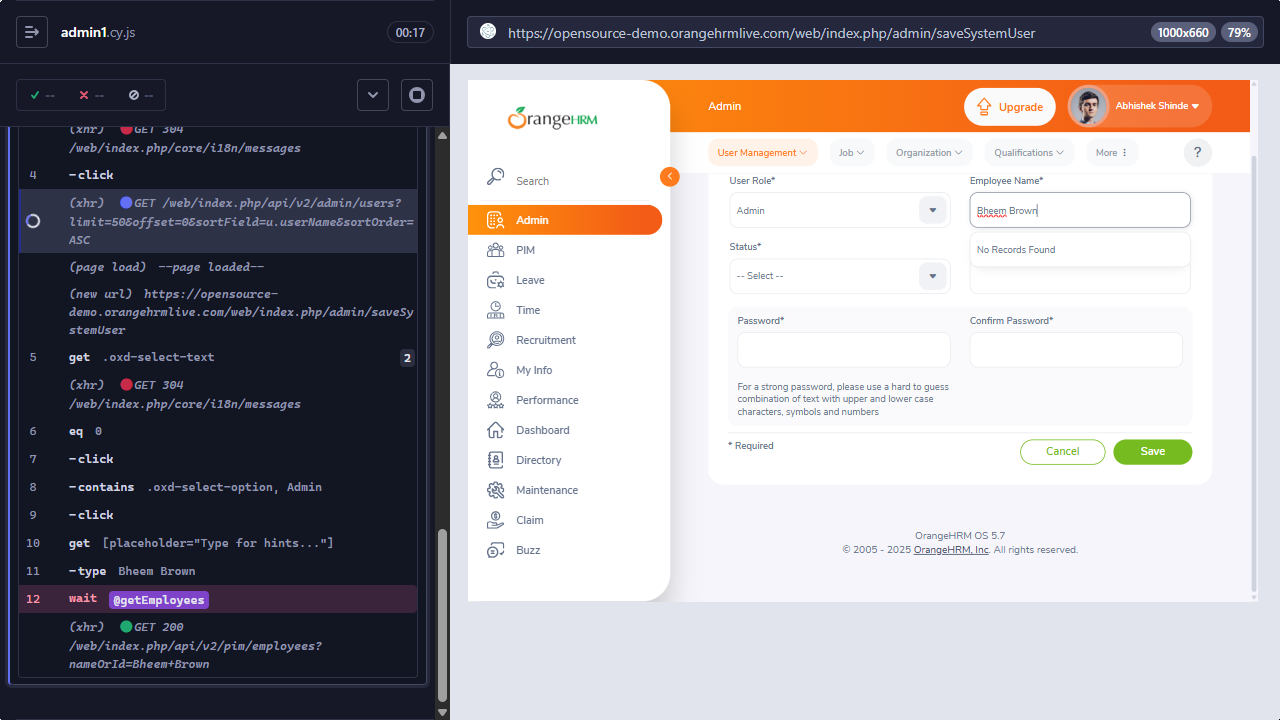 admin1.cy.js
00:17
--
--
--
(xhr) GET 304
/web/index.php/core/i18n/messages
4 -click
(xhr) GET /web/index.php/api/v2/admin/users?
limit=50&offset=0&sortField=u.userName&sortOrder=
ASC
(page load) --page loaded--
(new url) https://opensource-
demo.orangehrmlive.com/web/index.php/admin/saveSy
stemUser
5 get .oxd-select-text 2
(xhr) GET 304
/web/index.php/core/i18n/messages
6 eq 0
7 -click
8 -contains .oxd-select-option, Admin
9 -click
10 get [placeholder="Type for hints..."]
11 -type Bheem Brown
12 wait @getEmployees
(xhr) GET 200
/web/index.php/api/v2/pim/employees?
nameOrId=Bheem+Brown
https://opensource-demo.orangehrmlive.com/web/index.php/admin/saveSystemUser
1000x660
79%
OrangeHRM
Search
Admin
PIM
Leave
Time
Recruitment
My Info
Performance
Dashboard
Directory
Maintenance
Claim
Buzz
Admin
Upgrade
Abhishek Shinde
User Management
Job
Organization
Qualifications
More
?
User Role*
Employee Name*
Admin
Bheem Brown
Status*
No Records Found
-- Select --
Password*
Confirm Password*
For a strong password, please use a hard to guess
combination of text with upper and lower case
characters, symbols and numbers
* Required
Cancel
Save
OrangeHRM OS 5.7
© 2005 - 2025 OrangeHRM, Inc. All rights reserved.